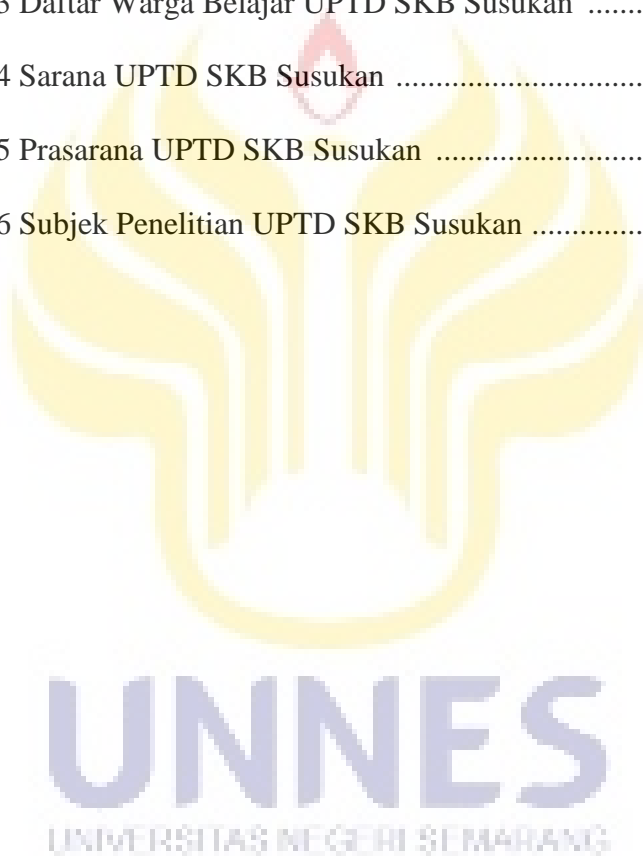 3 Daftar Warga Belajar UPTD SKB Susukan .......
4 Sarana UPTD SKB Susukan ...............................
5 Prasarana UPTD SKB Susukan ..........................
6 Subjek Penelitian UPTD SKB Susukan ..............
UNNES
UNIVERSITAS NEGERI SEMARANG